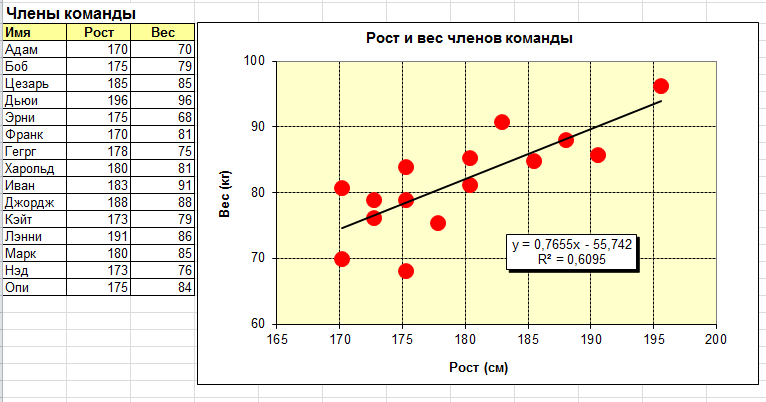 Члены команды
Имя Рост Вес
Адам 170 70
Боб 175 79
Цезарь 185 85
Дьюи 196 96
Эрни 175 68
Франк 170 81
Гегрг 178 75
Харольд 180 81
Иван 183 91
Джордж 188 88
Кэйт 173 79
Лэнни 191 86
Марк 180 85
Нэд 173 76
Опи 175 84
Рост и вес членов команды
100
90
80
70
60
Вес (кг)
y = 0,7655x - 55,742
R² = 0,6095
165 170 175 180 185 190 195 200
Рост (см)